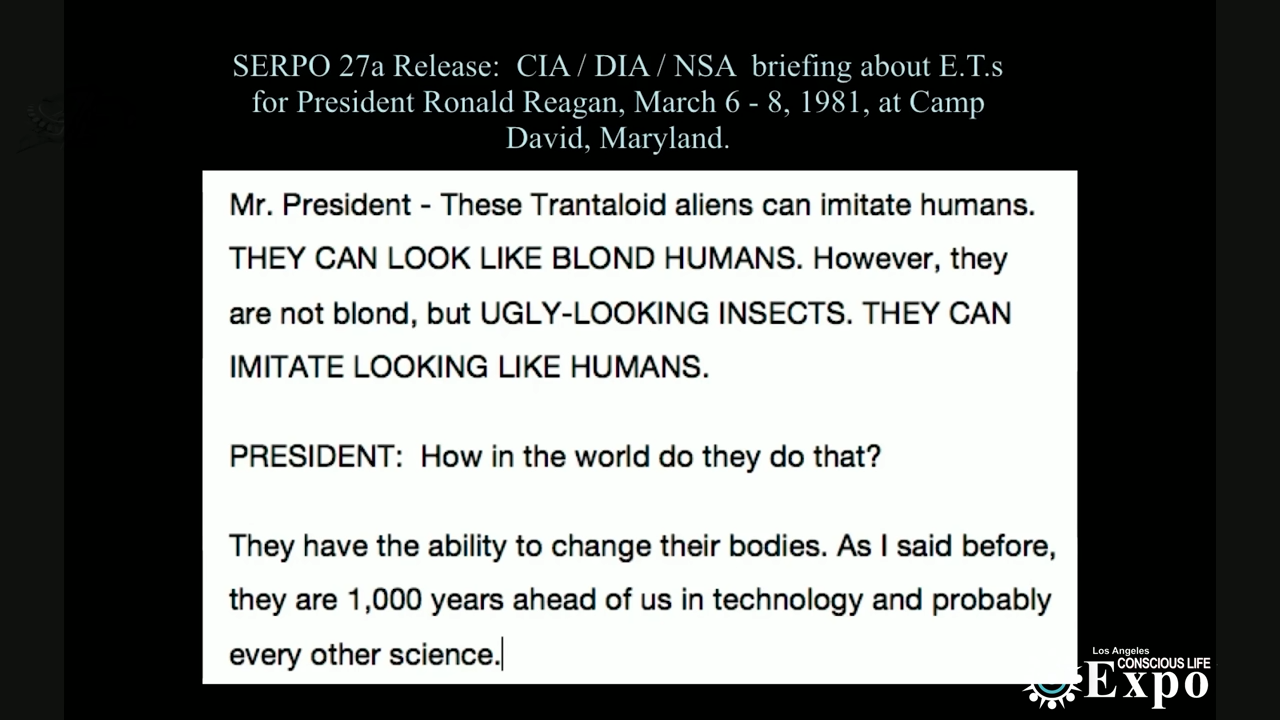 SERPO 27a Release:  CIA / DIA / NSA  briefing about E.T.s
for President Ronald Reagan, March 6 - 8, 1981, at Camp
David, Maryland.
Mr. President - These Trantaloid aliens can imitate humans.
THEY CAN LOOK LIKE BLOND HUMANS. However, they
are not blond, but UGLY-LOOKING INSECTS. THEY CAN
IMITATE LOOKING LIKE HUMANS.
PRESIDENT:  How in the world do they do that?
They have the ability to change their bodies. As I said before,
they are 1,000 years ahead of us in technology and probably
every other science.
Los Angeles
CONSCIOUS LIFE
Expo